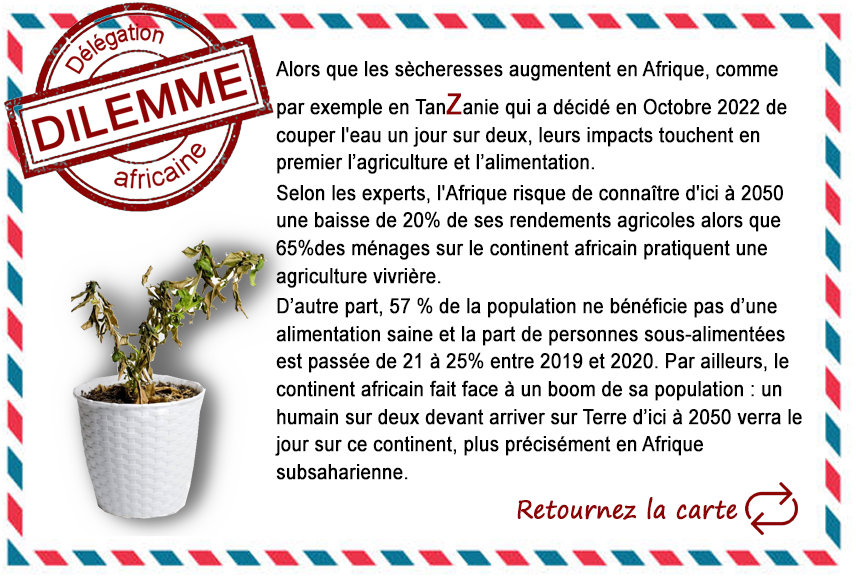 Délégation
DILEMME
africaine
Alors que les sècheresses augmentent en Afrique, comme
par exemple en TanZanie qui a décidé en Octobre 2022 de
couper l'eau un jour sur deux, leurs impacts touchent en
premier l’agriculture et l’alimentation.
Selon les experts, l'Afrique risque de connaître d'ici à 2050
une baisse de 20% de ses rendements agricoles alors que
65%des ménages sur le continent africain pratiquent une
agriculture vivrière.
D’autre part, 57 % de la population ne bénéficie pas d’une
alimentation saine et la part de personnes sous-alimentées
est passée de 21 à 25% entre 2019 et 2020. Par ailleurs, le
continent africain fait face à un boom de sa population : un
humain sur deux devant arriver sur Terre d’ici à 2050 verra le
jour sur ce continent, plus précisément en Afrique
subsaharienne.
Retournez la carte